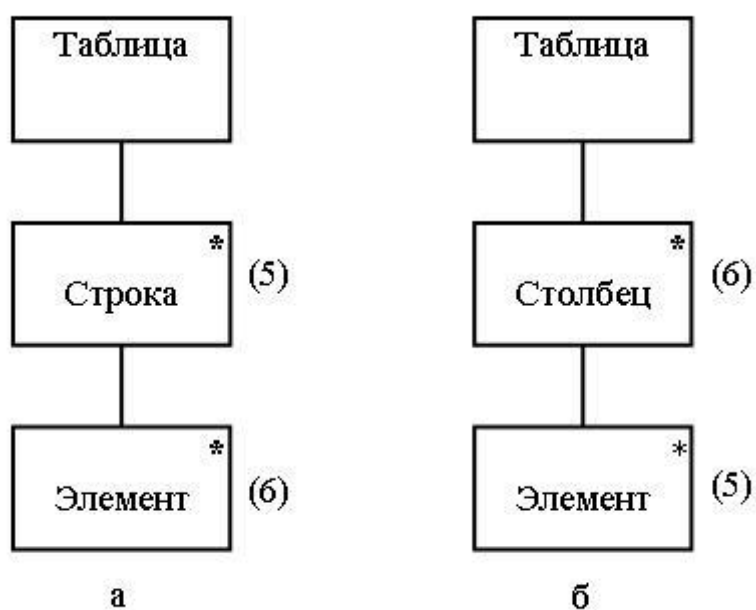 Таблица
*
Строка
(5)
*
Элемент
(6)
а
Таблица
*
Столбец
(6)
*
Элемент
(5)
б